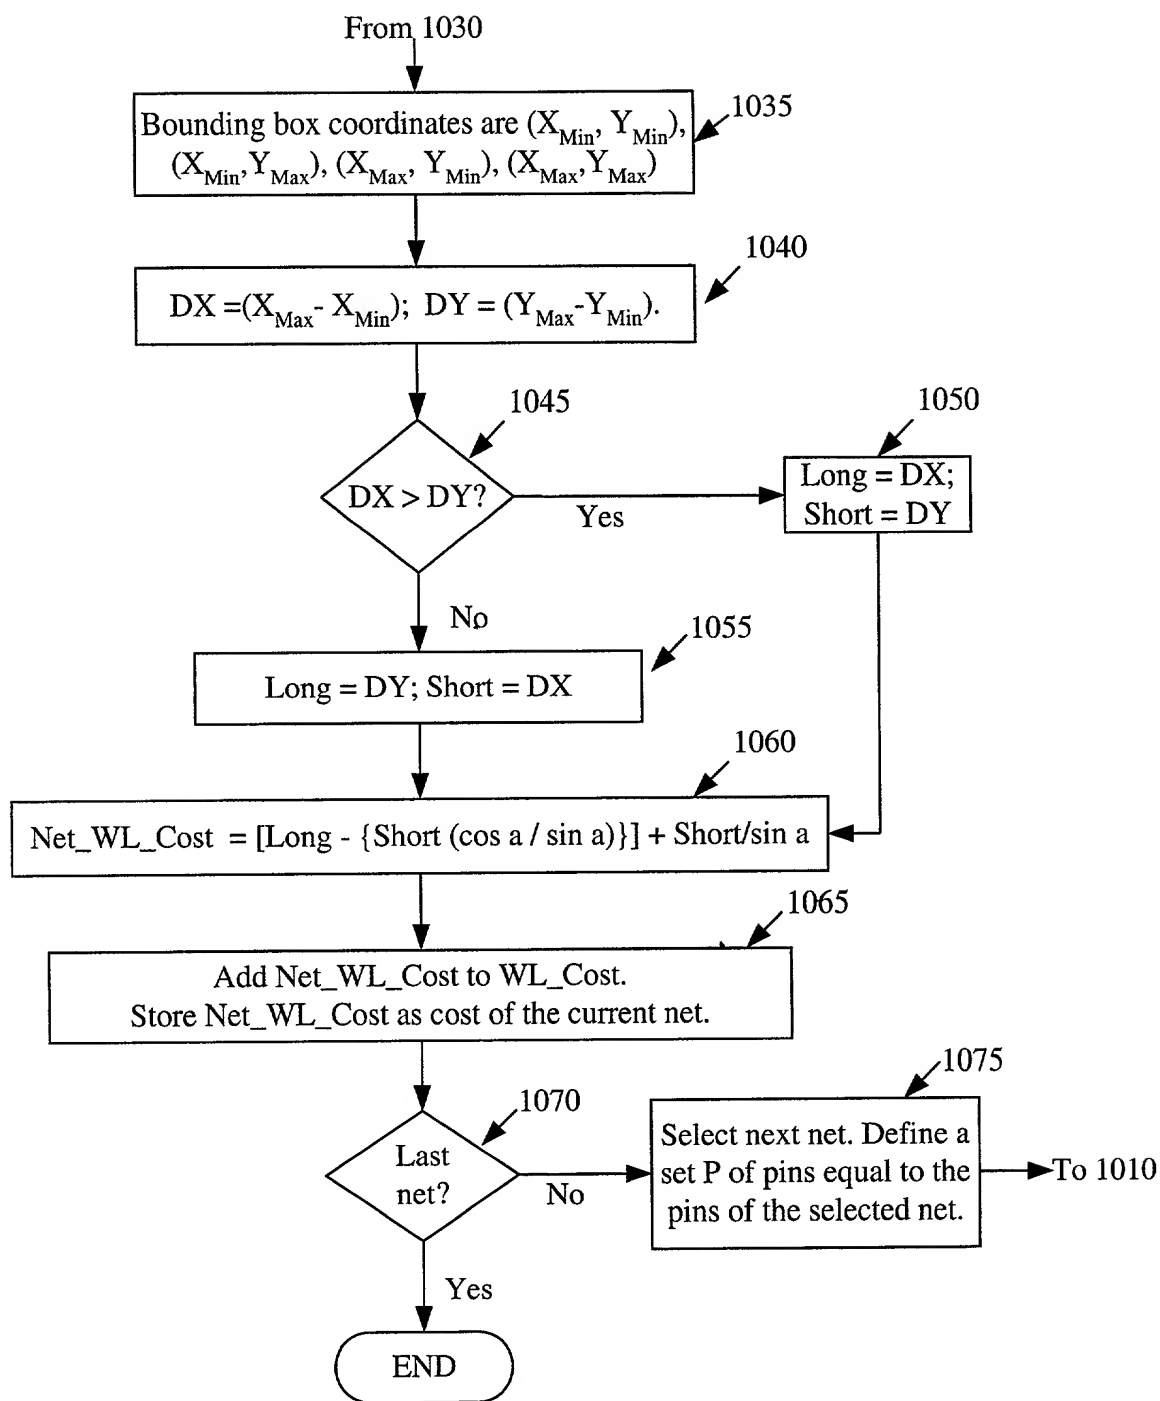 From 1030
1035
Bounding box coordinates are (X_Min, Y_Min),
(X_Min,Y_Max), (X_Max, Y_Min), (X_Max,Y_Max)
1040
DX =(X_Max- X_Min); DY = (Y_Max-Y_Min).
1045
1050
DX > DY?
Yes
Long = DX;
Short = DY
No
1055
Long = DY; Short = DX
1060
Net_WL_Cost = [Long - {Short (cos a / sin a)}] + Short/sin a
1065
Add Net_WL_Cost to WL_Cost.
Store Net_WL_Cost as cost of the current net.
1070
1075
Last
net?
No
Select next net. Define a
set P of pins equal to the
pins of the selected net.
To 1010
Yes
END